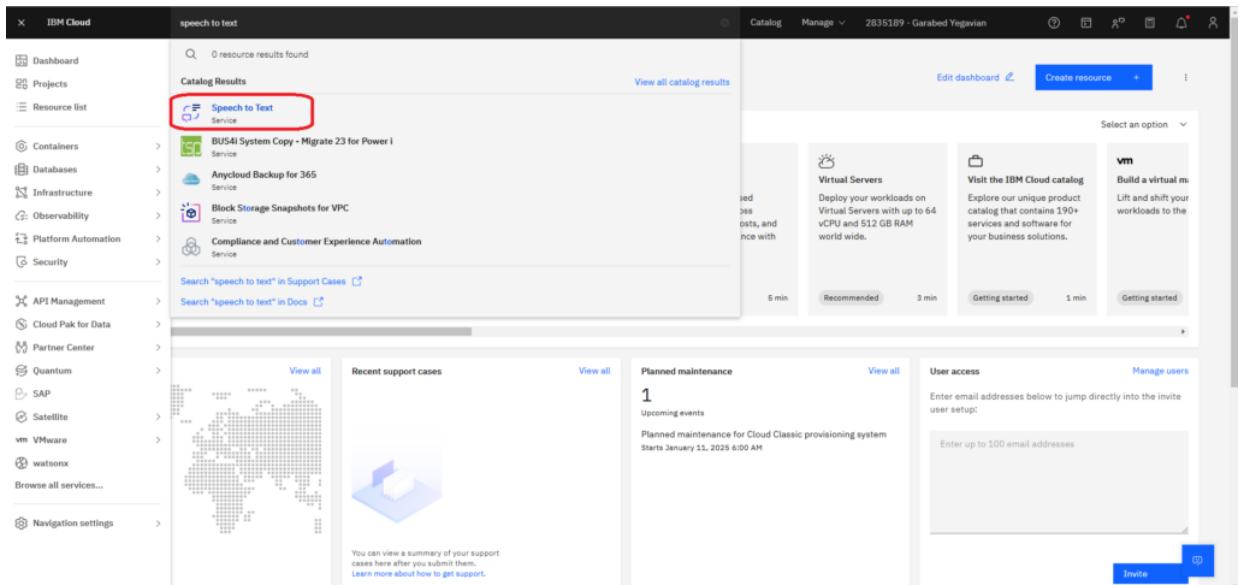 IBM Cloud
speech to text
Catalog
Manage
2835189 - Garabed Yegavian
Dashboard
Projects
Resource list
Containers
Databases
Infrastructure
Observability
Platform Automation
Security
API Management
Cloud Pak for Data
Partner Center
Quantum
SAP
Satellite
vm VMware
watsonx
Browse all services...
Navigation settings
0 resource results found
Catalog Results
View all catalog results
Speech to Text
Service
BUS4i System Copy - Migrate 23 for Power i
Service
Anycloud Backup for 365
Service
Block Storage Snapshots for VPC
Service
Compliance and Customer Experience Automation
Service
Search "speech to text" in Support Cases
Search "speech to text" in Docs
Edit dashboard
Create resource +
Select an option
osts, and
nce with
5 min
Virtual Servers
Deploy your workloads on
Virtual Servers with up to 64
vCPU and 512 GB RAM
world wide.
Recommended
3 min
Visit the IBM Cloud catalog
Explore our unique product
catalog that contains 190+
services and software for
your business solutions.
Getting started
1 min
vm
Build a virtual ma
Lift and shift your
workloads to the
Getting started
View all
Recent support cases
View all
You can view a summary of your support
cases here after you submit them.
Learn more about how to get support.
Planned maintenance
View all
1
Upcoming events
Planned maintenance for Cloud Classic provisioning system
Starts January 11, 2025 6:00 AM
User access
Manage users
Enter email addresses below to jump directly into the invite
user setup:
Enter up to 100 email addresses
Invite